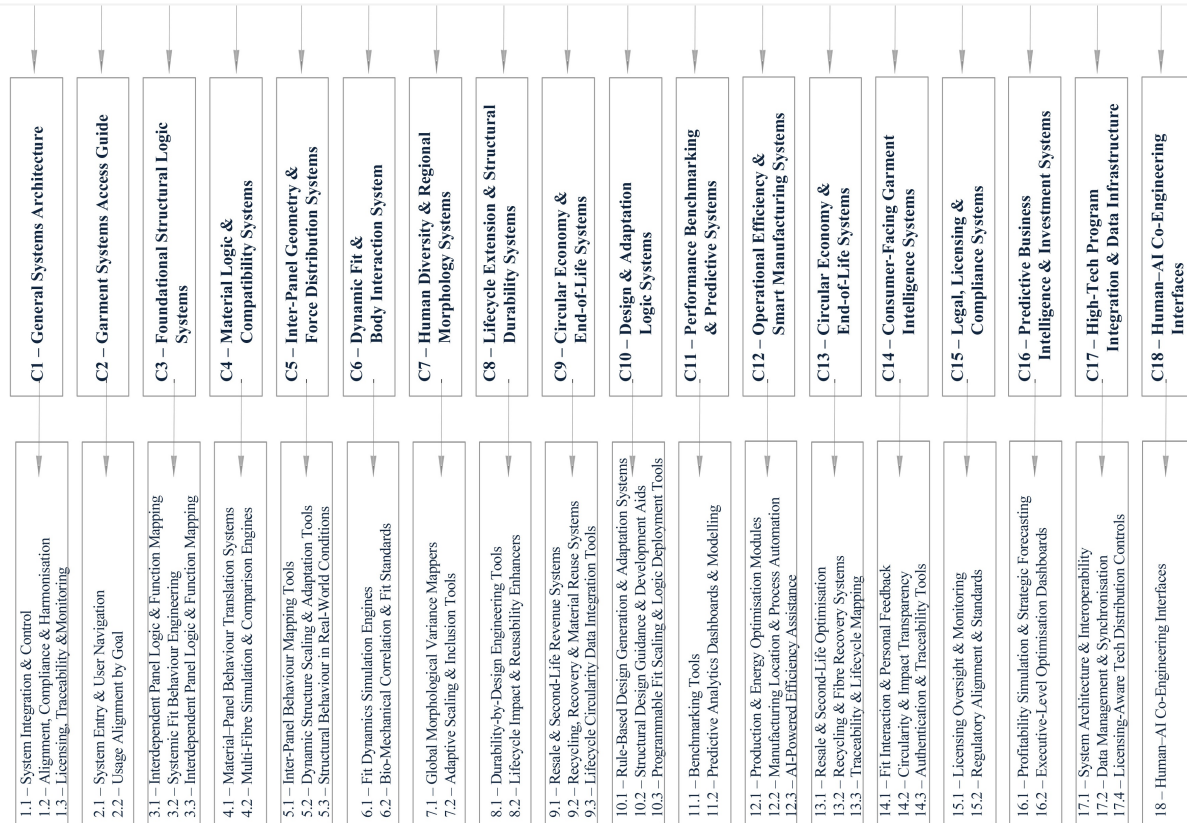 C1 – General Systems Architecture
C2 – Garment Systems Access Guide
C3 – Foundational Structural Logic
Systems
C4 – Material Logic &
Compatibility Systems
C5 – Inter-Panel Geometry &
Force Distribution Systems
C6 – Dynamic Fit &
Body Interaction System
C7 – Human Diversity & Regional
Morphology Systems
C8 – Lifecycle Extension & Structural
Durability Systems
C9 – Circular Economy &
End-of-Life Systems
C10 – Design & Adaptation
Logic Systems
C11 – Performance Benchmarking
& Predictive Systems
C12 – Operational Efficiency &
Smart Manufacturing Systems
C13 – Circular Economy &
End-of-Life Systems
C14 – Consumer-Facing Garment
Intelligence Systems
C15 – Legal, Licensing &
Compliance Systems
C16 – Predictive Business
Intelligence & Investment Systems
C17 – High-Tech Program
Integration & Data Infrastructure
C18 – Human–AI Co-Engineering
Interfaces
1.1 – System Integration & Control
1.2 – Alignment, Compliance & Harmonisation
1.3 – Licensing, Traceability &Monitoring
2.1 – System Entry & User Navigation
2.2 – Usage Alignment by Goal
3.1 – Interdependent Panel Logic & Function Mapping
3.2 – Systemic Fit Behaviour Engineering
3.3 – Interdependent Panel Logic & Function Mapping
4.1 – Material–Panel Behaviour Translation Systems
4.2 – Multi-Fibre Simulation & Comparison Engines
5.1 – Inter-Panel Behaviour Mapping Tools
5.2 – Dynamic Structure Scaling & Adaptation Tools
5.3 – Structural Behaviour in Real-World Conditions
6.1 – Fit Dynamics Simulation Engines
6.2 – Bio-Mechanical Correlation & Fit Standards
7.1 – Global Morphological Variance Mappers
7.2 – Adaptive Scaling & Inclusion Tools
8.1 – Durability-by-Design Engineering Tools
8.2 – Lifecycle Impact & Reusability Enhancers
9.1 – Resale & Second-Life Revenue Systems
9.2 – Recycling, Recovery & Material Reuse Systems
9.3 – Lifecycle Circularity Data Integration Tools
10.1 – Rule-Based Design Generation & Adaptation Systems
10.2 – Structural Design Guidance & Development Aids
10.3 – Programmable Fit Scaling & Logic Deployment Tools
11.1 – Benchmarking Tools
11.2 – Predictive Analytics Dashboards & Modelling
12.1 – Production & Energy Optimisation Modules
12.2 – Manufacturing Location & Process Automation
12.3 – AI-Powered Efficiency Assistance
13.1 – Resale & Second-Life Optimisation
13.2 – Recycling & Fibre Recovery Systems
13.3 – Traceability & Lifecycle Mapping
14.1 – Fit Interaction & Personal Feedback
14.2 – Circularity & Impact Transparency
14.3 – Authentication & Traceability Tools
15.1 – Licensing Oversight & Monitoring
15.2 – Regulatory Alignment & Standards
16.1 – Profitability Simulation & Strategic Forecasting
16.2 – Executive-Level Optimisation Dashboards
17.1 – System Architecture & Interoperability
17.2 – Data Management & Synchronisation
17.4 – Licensing-Aware Tech Distribution Controls
18 – Human–AI Co-Engineering Interfaces